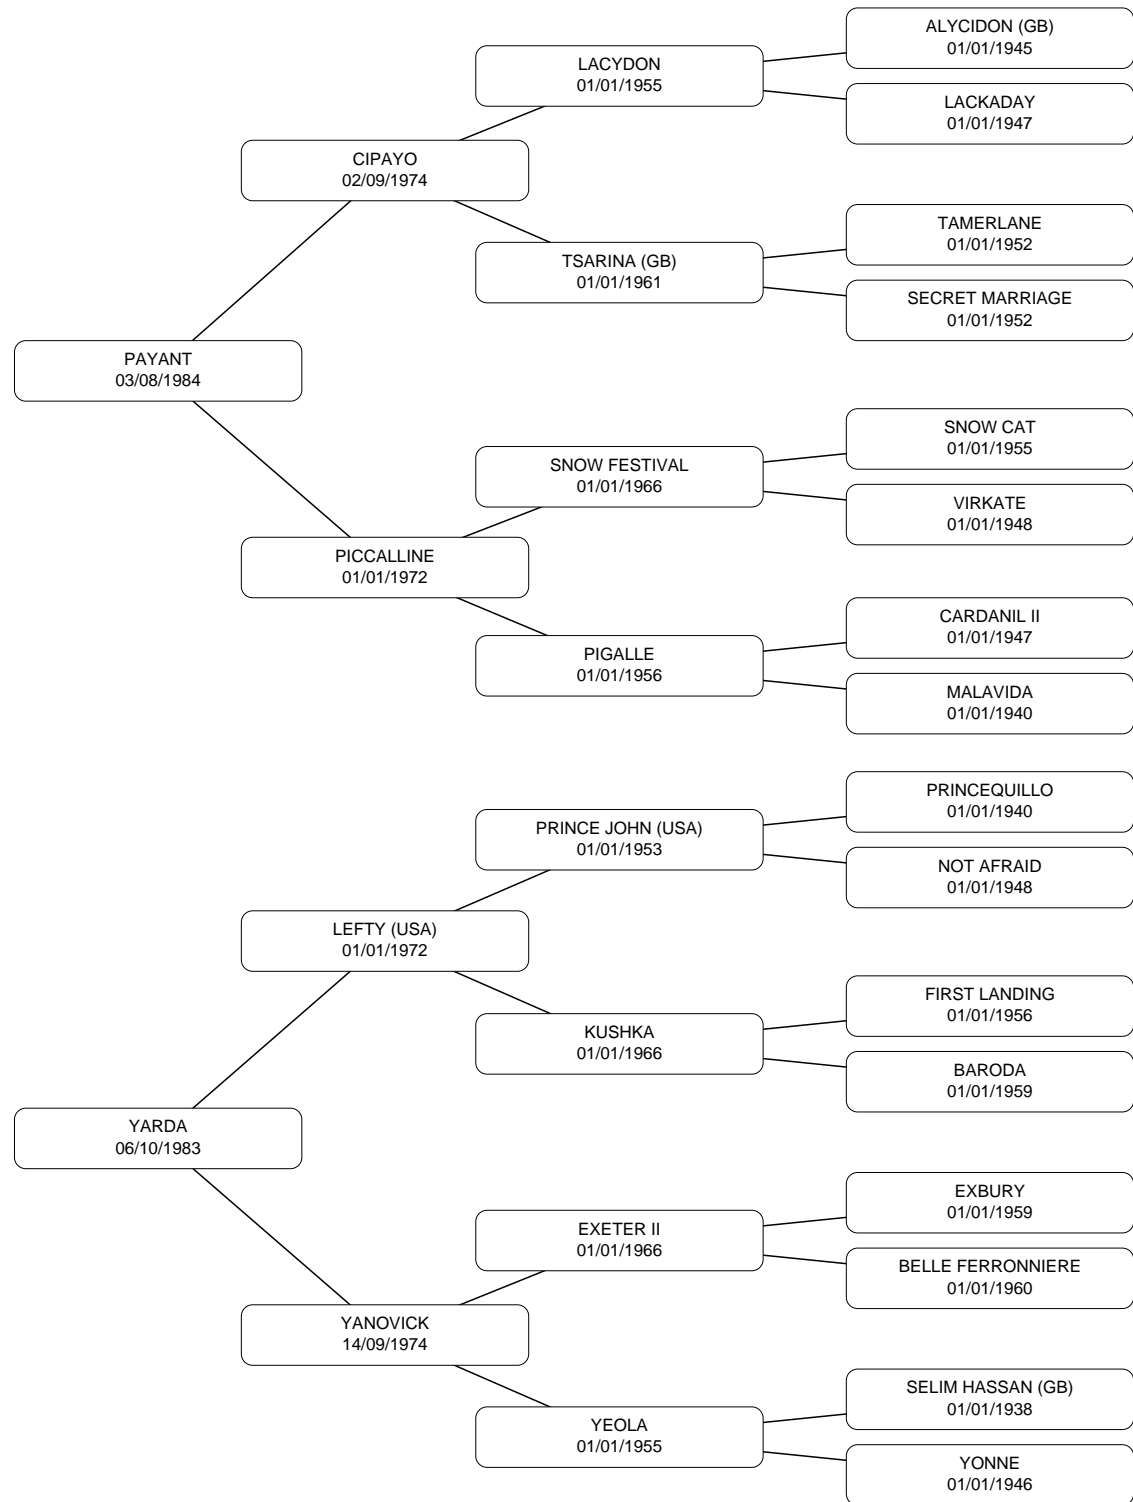 ALYCIDON (GB)
01/01/1945
LACYDON
01/01/1955
LACKADAY
01/01/1947
CIPAYO
02/09/1974
TAMERLANE
01/01/1952
TSARINA (GB)
01/01/1961
SECRET MARRIAGE
01/01/1952
PAYANT
03/08/1984
SNOW CAT
01/01/1955
SNOW FESTIVAL
01/01/1966
VIRKATE
01/01/1948
PICCALLINE
01/01/1972
CARDANIL II
01/01/1947
PIGALLE
01/01/1956
MALAVIDA
01/01/1940
PRINCEQUILLO
01/01/1940
PRINCE JOHN (USA)
01/01/1953
NOT AFRAID
01/01/1948
LEFTY (USA)
01/01/1972
FIRST LANDING
01/01/1956
KUSHKA
01/01/1966
BARODA
01/01/1959
YARDA
06/10/1983
EXBURY
01/01/1959
EXETER II
01/01/1966
BELLE FERRONNIERE
01/01/1960
YANOVICK
14/09/1974
SELIM HASSAN (GB)
01/01/1938
YEOLA
01/01/1955
YONNE
01/01/1946